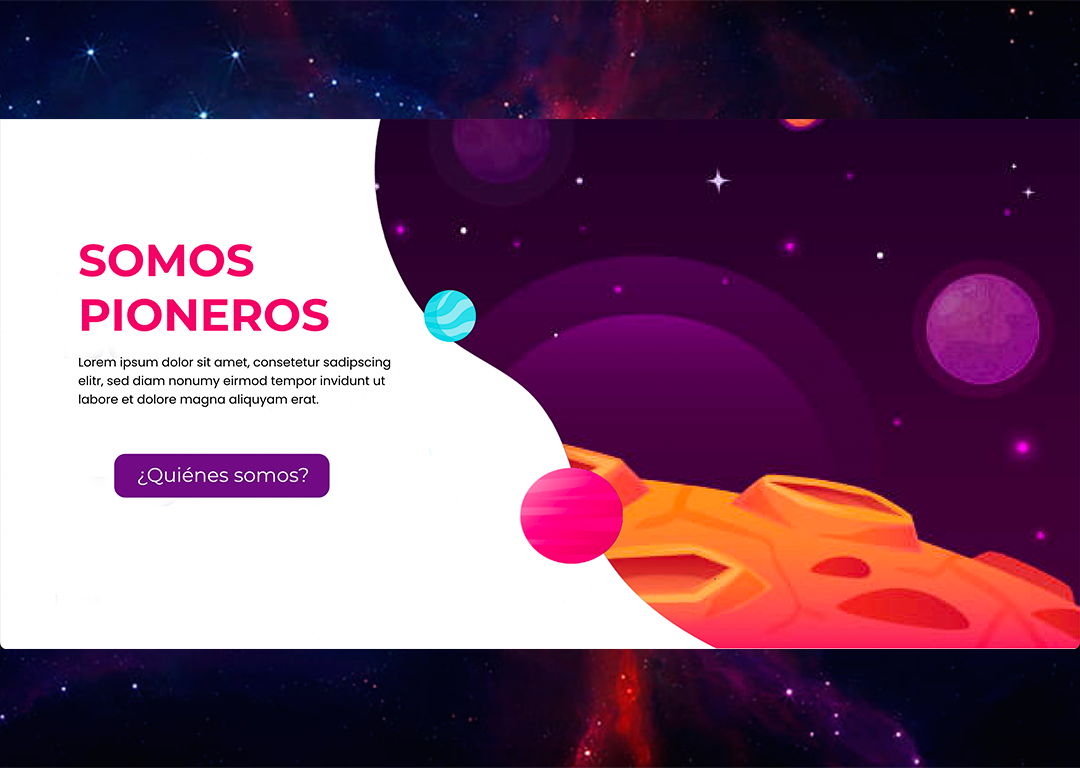 SOMOS
PIONEROS
Lorem ipsum dolor sit amet, consetetur sadipscing
elitr, sed diam nonumy eirmod tempor invidunt ut
labore et dolore magna aliquyam erat.
¿Quiénes somos?